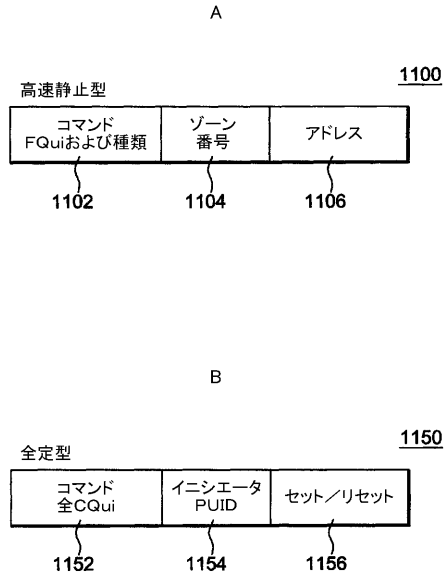 A
1100
高速静止型
コマンド
FQuiおよび種類
ゾーン
番号
アドレス
1102
1104
1106
B
1150
全定型
コマンド
全CQui
イニシエータ
PUID
セット／リセット
1152
1154
1156